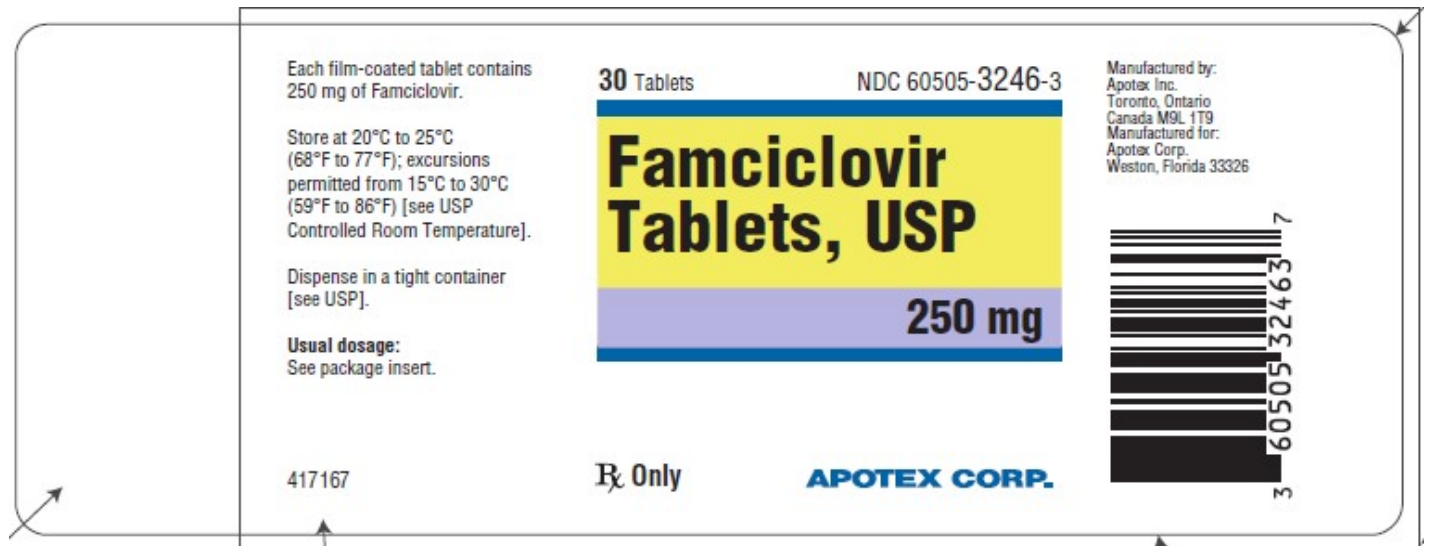 Each film-coated tablet contains
250 mg of Famciclovir.
Store at 20°C to 25°C
(68°F to 77°F); excursions
permitted from 15°C to 30°C
(59°F to 86°F) [see USP
Controlled Room Temperature].
Dispense in a tight container
[see USP].
Usual dosage:
See package insert.
417167
30 Tablets NDC 60505-3246-3
Famciclovir
Tablets, USP
250 mg
℞ Only APOTEX CORP.
Manufactured by:
Apotex Inc.
Toronto, Ontario
Canada M9L 1T9
Manufactured for:
Apotex Corp.
Weston, Florida 33326
3 60505 32463 7